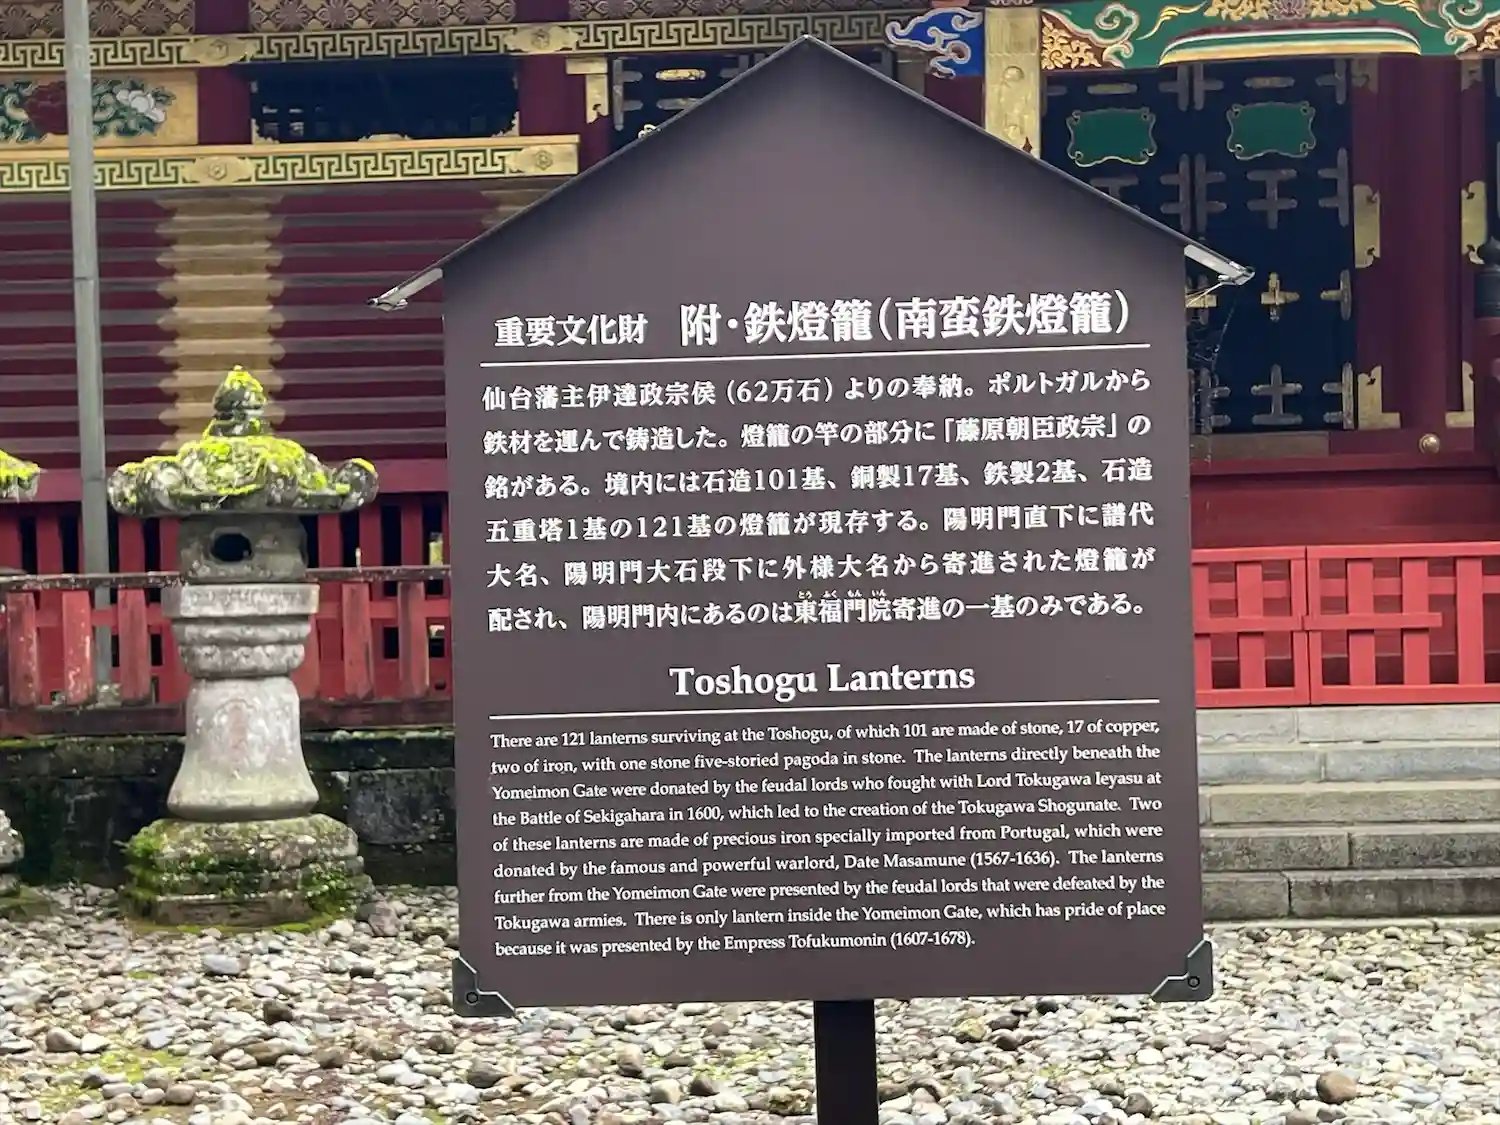 重要文化財 附・鉄燈籠（南蛮鉄燈籠）
仙台藩主伊達政宗侯（62万石）よりの奉納。ポルトガルから
鉄材を運んで鋳造した。燈籠の竿の部分に「藤原朝臣政宗」の
銘がある。境内には石造101基、銅製17基、鉄製2基、石造
五重塔1基の121基の燈籠が現存する。陽明門直下に譜代
大名、陽明門大石段下に外様大名から寄進された燈籠が
とう ふく もん いん
配され、陽明門内にあるのは東福門院寄進の一基のみである。
Toshogu Lanterns
There are 121 lanterns surviving at the Toshogu, of which 101 are made of stone, 17 of copper,
two of iron, with one stone five-storied pagoda in stone. The lanterns directly beneath the
Yomeimon Gate were donated by the feudal lords who fought with Lord Tokugawa Ieyasu at
the Battle of Sekigahara in 1600, which led to the creation of the Tokugawa Shogunate. Two
of these lanterns are made of precious iron specially imported from Portugal, which were
donated by the famous and powerful warlord, Date Masamune (1567-1636). The lanterns
further from the Yomeimon Gate were presented by the feudal lords that were defeated by the
Tokugawa armies. There is only lantern inside the Yomeimon Gate, which has pride of place
because it was presented by the Empress Tofukumonin (1607-1678).